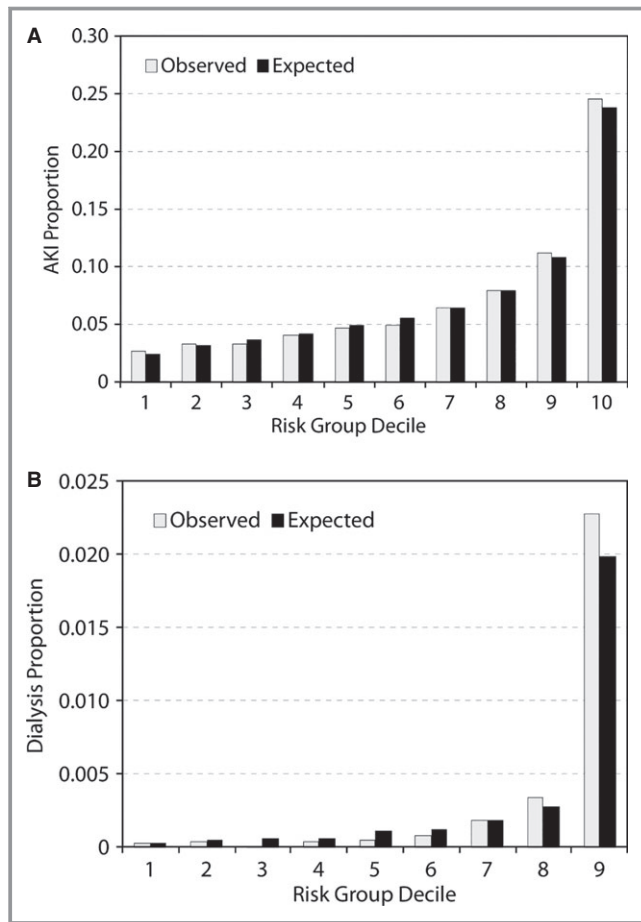 A
0.30
Observed Expected
0.25
0.20
0.15
0.10
0.05
0
AKI Proportion
1 2 3 4 5 6 7 8 9 10
Risk Group Decile
B
0.025
Observed Expected
0.020
0.015
0.010
0.005
0
Dialysis Proportion
1 2 3 4 5 6 7 8 9
Risk Group Decile